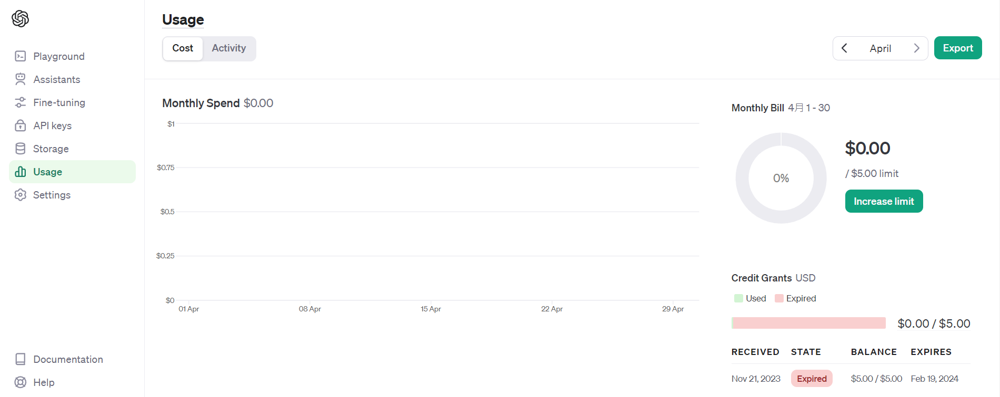 Usage
Cost Activity
April
Export
Playground
Assistants
Fine-tuning
API keys
Storage
Usage
Settings
Documentation
Help
Monthly Spend $0.00
$1
$0.75
$0.5
$0.25
$0
01 Apr 08 Apr 15 Apr 22 Apr 29 Apr
Monthly Bill 4月 1 - 30
0%
$0.00
/ $5.00 limit
Increase limit
Credit Grants USD
Used Expired
$0.00 / $5.00
RECEIVED STATE BALANCE EXPIRES
Nov 21, 2023 Expired $5.00 / $5.00 Feb 19, 2024